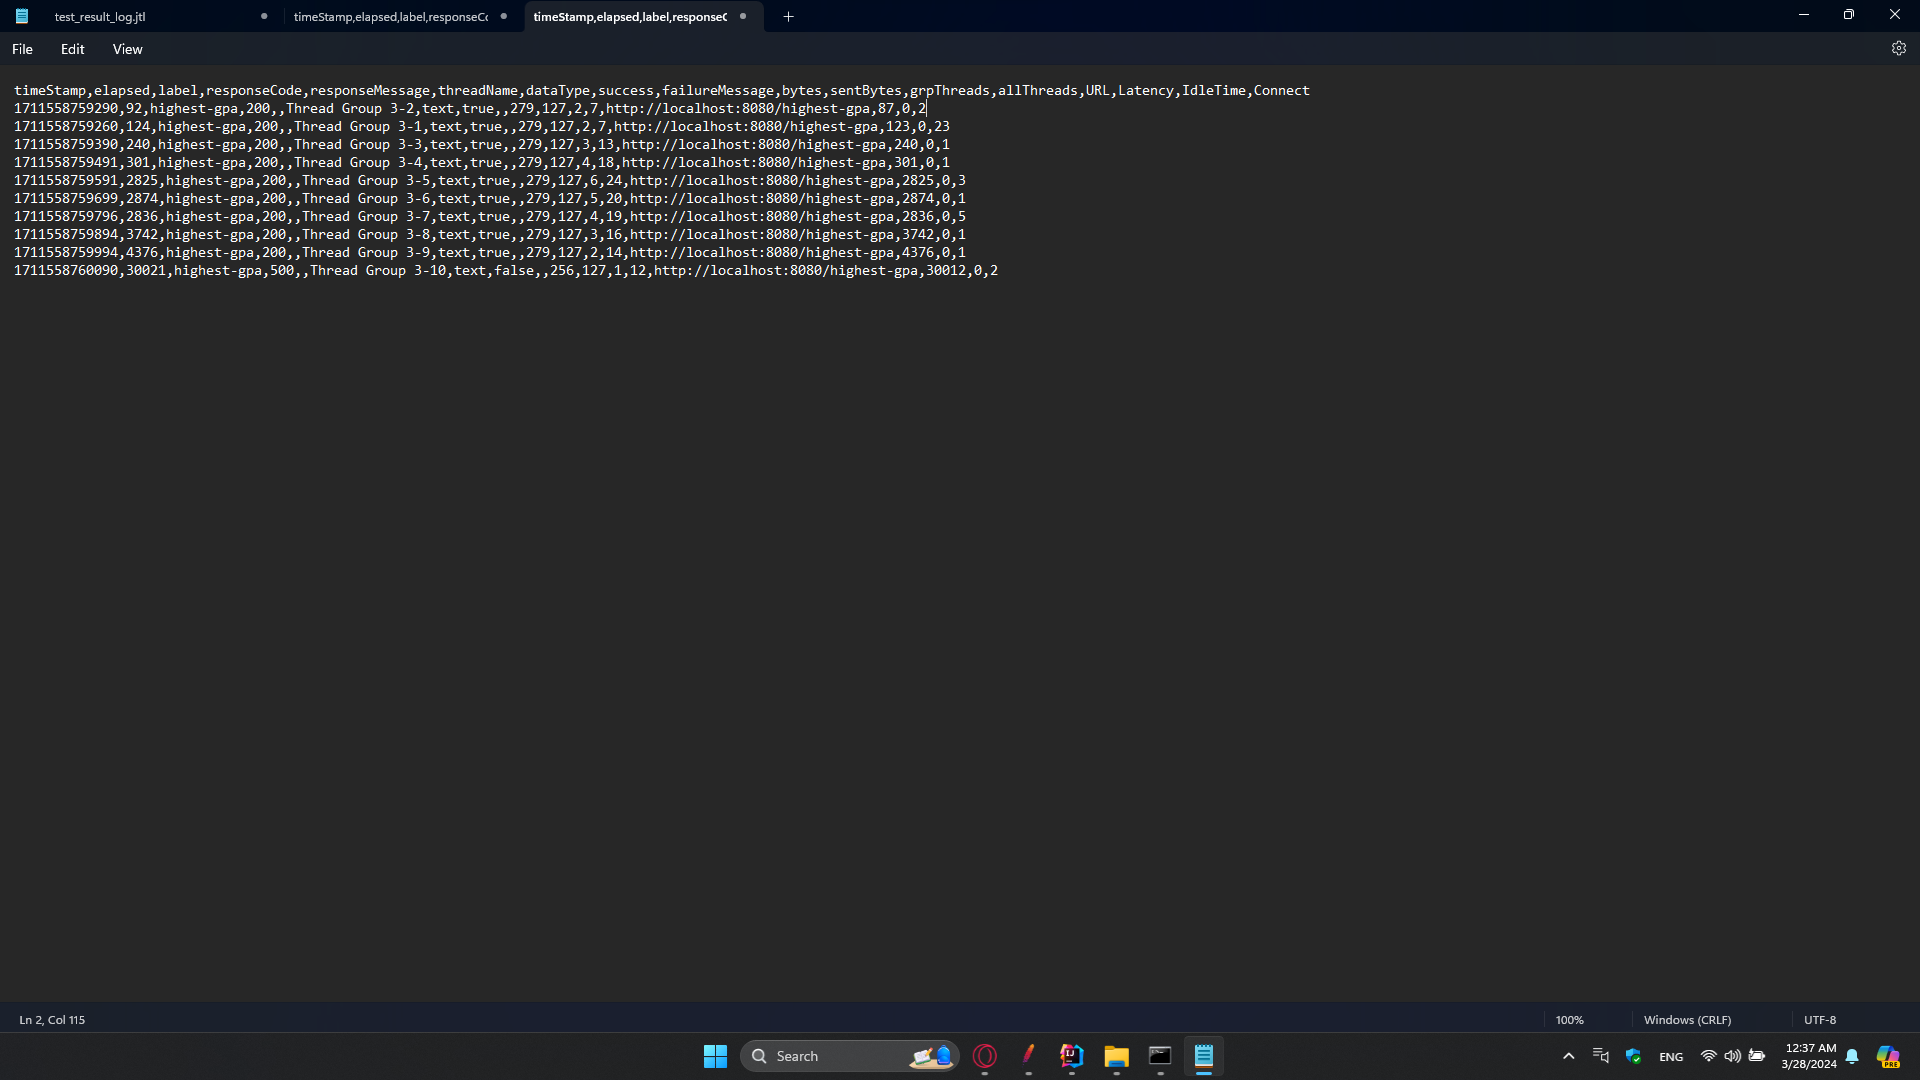 test_result_log.jtl
timeStamp,elapsed,label,responseCo
timeStamp,elapsed,label,responseC
File Edit View
timeStamp,elapsed,label,responseCode,responseMessage,threadName,dataType,success,failureMessage,bytes,sentBytes,grpThreads,allThreads,URL,Latency,IdleTime,Connect
1711558759290,92,highest-gpa,200,,Thread Group 3-2,text,true,,279,127,2,7,http://localhost:8080/highest-gpa,87,0,2
1711558759260,124,highest-gpa,200,,Thread Group 3-1,text,true,,279,127,2,7,http://localhost:8080/highest-gpa,123,0,23
1711558759390,240,highest-gpa,200,,Thread Group 3-3,text,true,,279,127,3,13,http://localhost:8080/highest-gpa,240,0,1
1711558759491,301,highest-gpa,200,,Thread Group 3-4,text,true,,279,127,4,18,http://localhost:8080/highest-gpa,301,0,1
1711558759591,2825,highest-gpa,200,,Thread Group 3-5,text,true,,279,127,6,24,http://localhost:8080/highest-gpa,2825,0,3
1711558759699,2874,highest-gpa,200,,Thread Group 3-6,text,true,,279,127,5,20,http://localhost:8080/highest-gpa,2874,0,1
1711558759796,2836,highest-gpa,200,,Thread Group 3-7,text,true,,279,127,4,19,http://localhost:8080/highest-gpa,2836,0,5
1711558759894,3742,highest-gpa,200,,Thread Group 3-8,text,true,,279,127,3,16,http://localhost:8080/highest-gpa,3742,0,1
1711558759994,4376,highest-gpa,200,,Thread Group 3-9,text,true,,279,127,2,14,http://localhost:8080/highest-gpa,4376,0,1
1711558760090,30021,highest-gpa,500,,Thread Group 3-10,text,false,,256,127,1,12,http://localhost:8080/highest-gpa,30012,0,2
Ln 2, Col 115
100%
Windows (CRLF)
UTF-8
Search
ENG
12:37 AM
3/28/2024
PRE